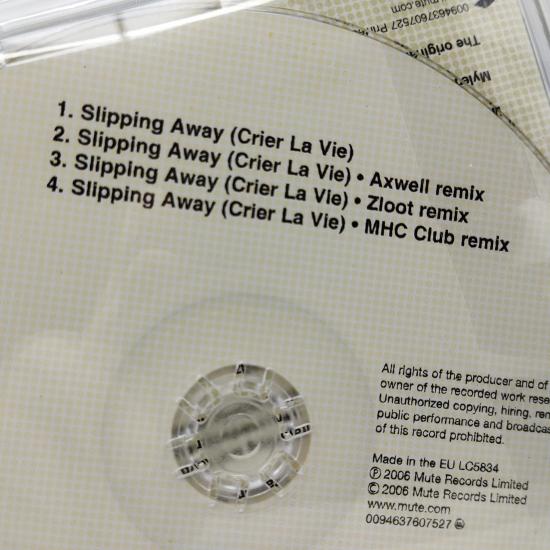 1. Slipping Away (Crier La Vie)
2. Slipping Away (Crier La Vie) • Axwell remix
3. Slipping Away (Crier La Vie) • Zloot remix
4. Slipping Away (Crier La Vie) • MHC Club remix
All rights of the producer and of
owner of the recorded work
Unauthorized copying, hiring,
public performance and
of this record prohibited.
Made in the EU LC5834
℗ 2006 Mute Records Limited
© 2006 Mute Records Limited
www.mute.com
0094637607527
The
0094637607527